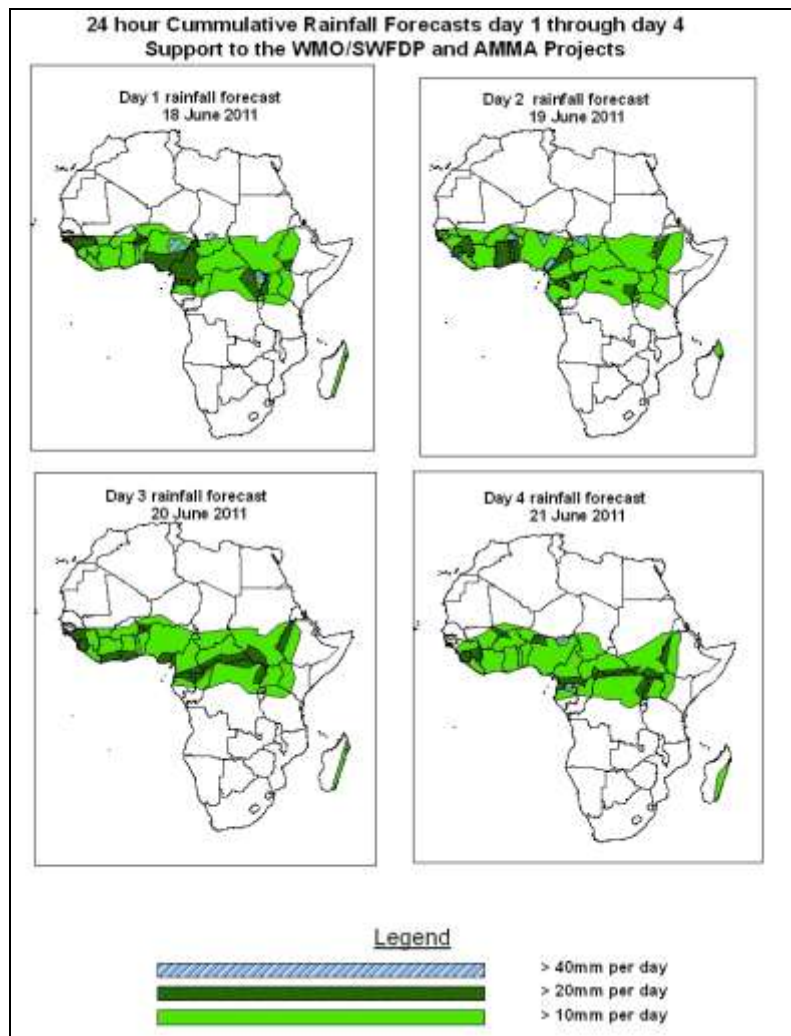 24 hour Cummulative Rainfall Forecasts day 1 through day 4
Support to the WMO/SWFDP and AMMA Projects
Day 1 rainfall forecast
18 June 2011
Day 2 rainfall forecast
19 June 2011
Day 3 rainfall forecast
20 June 2011
Day 4 rainfall forecast
21 June 2011
Legend
> 40mm per day
> 20mm per day
> 10mm per day